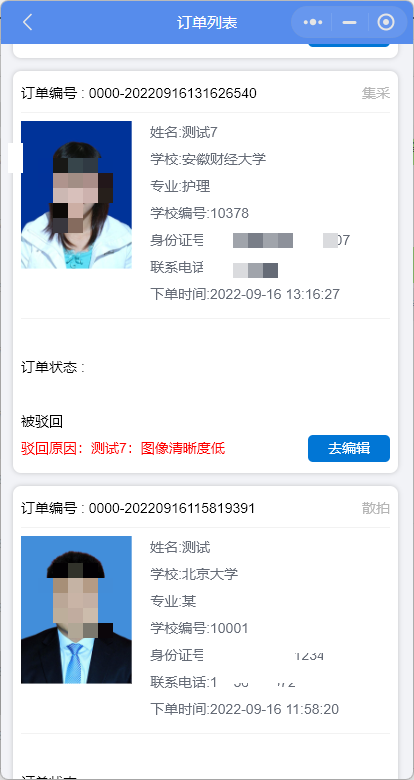 订单列表
订单编号 : 0000-20220916131626540
集采
姓名:测试7
学校:安徽财经大学
专业:护理
学校编号:10378
身份证号 07
联系电话
下单时间:2022-09-16 13:16:27
订单状态 :
被驳回
驳回原因：测试7：图像清晰度低
去编辑
订单编号 : 0000-20220916115819391
散拍
姓名:测试
学校:北京大学
专业:某
学校编号:10001
身份证号 1234
联系电话:1
下单时间:2022-09-16 11:58:20
订单状态 :